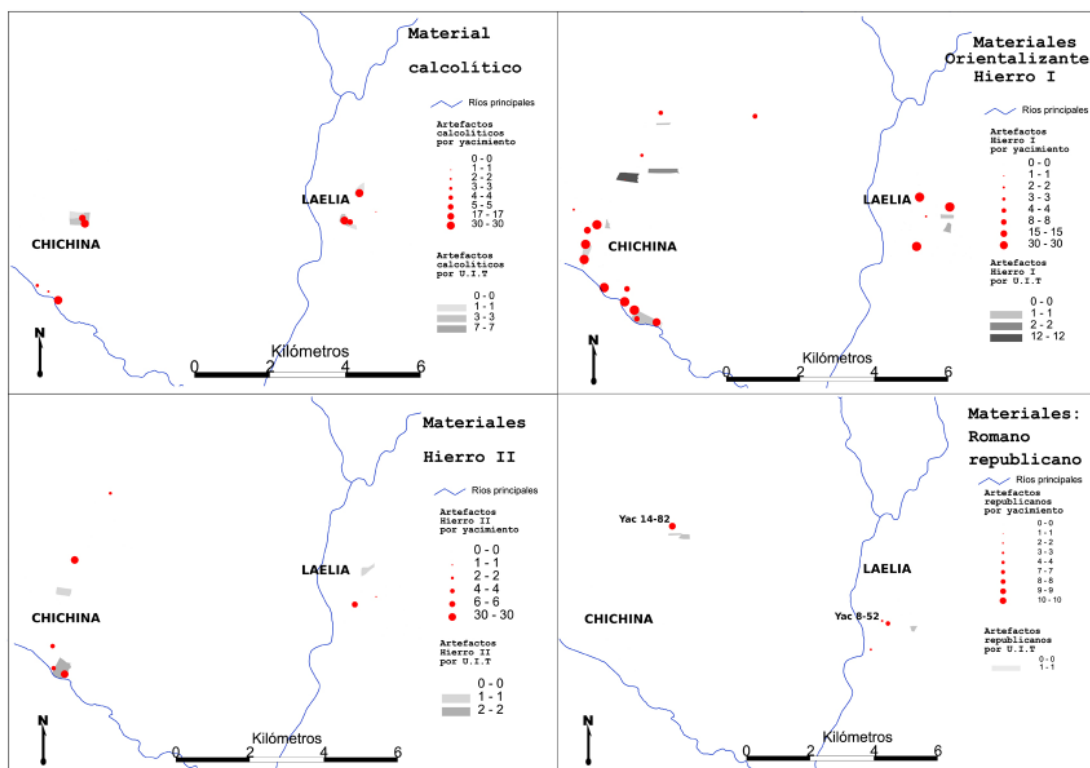 Material
calcolítico
Ríos principales
Artefactos
calcolíticos
por yacimiento
0 - 0
1 - 1
2 - 2
3 - 3
4 - 4
5 - 5
17 - 17
30 - 30
LAELIA
CHICHINA
Artefactos
calcolíticos
por U.I.T
0 - 0
1 - 1
3 - 3
7 - 7
N
Kilómetros
0 2 4 6
Materiales
Orientalizante
Hierro I
Ríos principales
Artefactos
Hierro I
por yacimiento
0 - 0
1 - 1
2 - 2
3 - 3
4 - 4
8 - 8
15 - 15
30 - 30
LAELIA
CHICHINA
Artefactos
Hierro I
por U.I.T
0 - 0
1 - 1
2 - 2
12 - 12
N
Kilómetros
0 2 4 6
Materiales
Hierro II
Ríos principales
Artefactos
Hierro II
por yacimiento
0 - 0
1 - 1
2 - 2
4 - 4
6 - 6
30 - 30
LAELIA
CHICHINA
Artefactos
Hierro II
por U.I.T
0 - 0
1 - 1
2 - 2
N
Kilómetros
0 2 4 6
Materiales:
Romano
republicano
Ríos principales
Artefactos
republicanos
por yacimiento
0 - 0
1 - 1
2 - 2
3 - 3
4 - 4
7 - 7
8 - 8
9 - 9
10 - 10
Yac 14-82
LAELIA
CHICHINA
Yac 8-52
Artefactos
republicanos
por U.I.T
0 - 0
1 - 1
N
Kilómetros
0 2 4 6